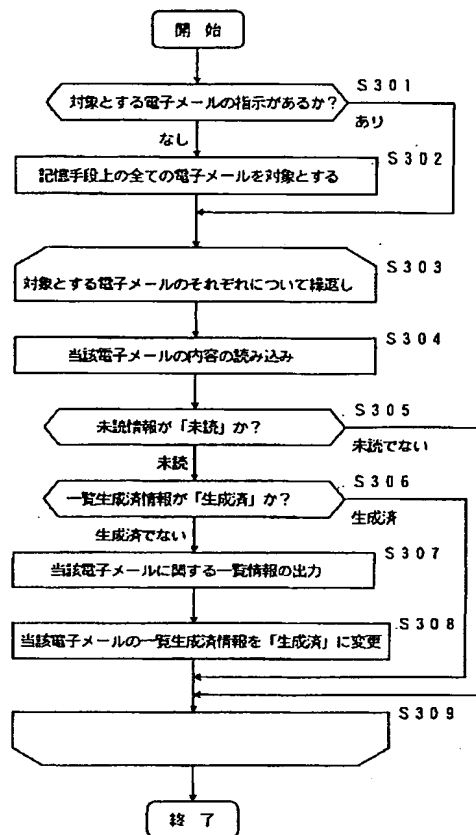 開始
S301
対象とする電子メールの指示があるか?
あり
なし
S302
記憶手段上の全ての電子メールを対象とする
S303
対象とする電子メールのそれぞれについて繰返し
S304
当該電子メールの内容の読み込み
S305
未読情報が「未読」か?
未読でない
未読
S306
一覧生成済情報が「生成済」か?
生成済
生成済でない
S307
当該電子メールに関する一覧情報の出力
S308
当該電子メールの一覧生成済情報を「生成済」に変更
S309
終了